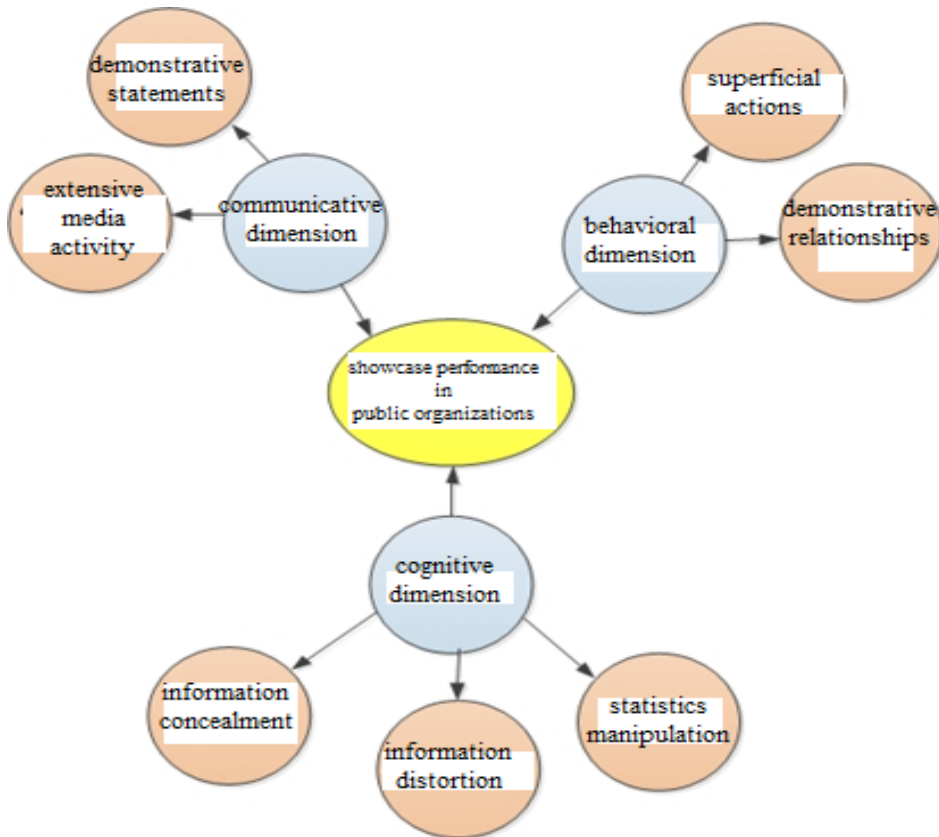 demonstrative
statements
superficial
actions
extensive
media
activity
communicative
dimension
behavioral
dimension
demonstrative
relationships
showcase performance
in
public organizations
cognitive
dimension
information
concealment
information
distortion
statistics
manipulation